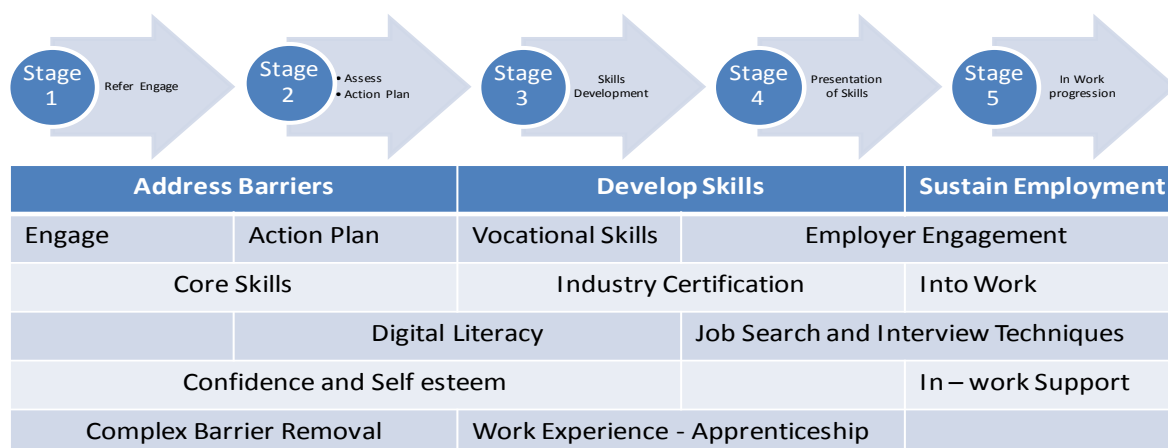 Stage
1
Refer Engage
Stage
2
• Assess
• Action Plan
Stage
3
Skills
Development
Stage
4
Presentation
of Skills
Stage
5
In Work
progression
Address Barriers
Develop Skills
Sustain Employment
Engage
Action Plan
Vocational Skills
Employer Engagement
Core Skills
Industry Certification
Into Work
Digital Literacy
Job Search and Interview Techniques
Confidence and Self esteem
In – work Support
Complex Barrier Removal
Work Experience - Apprenticeship